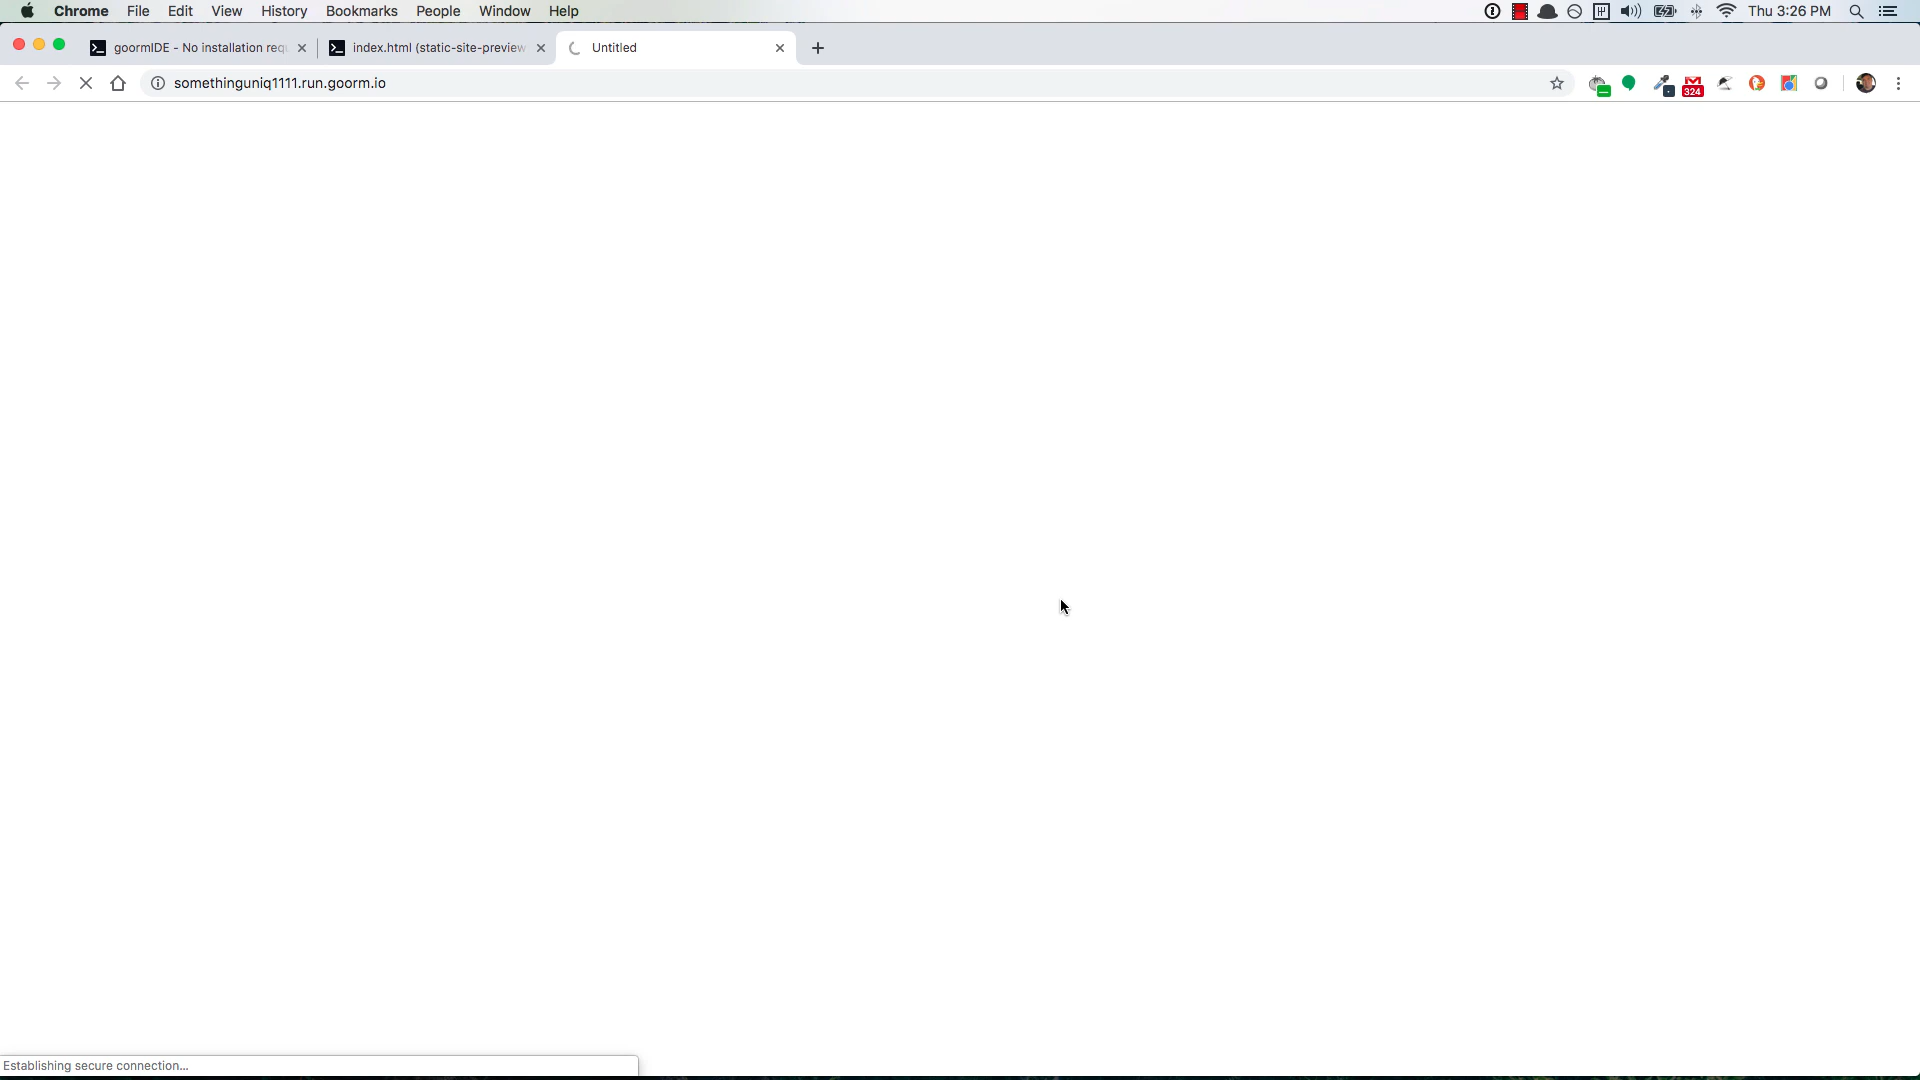 Chrome File Edit View History Bookmarks People Window Help Thu 3:26 PM
goormIDE - No installation req index.html (static-site-preview Untitled
somethinguniq1111.run.goorm.io 324
Establishing secure connection...